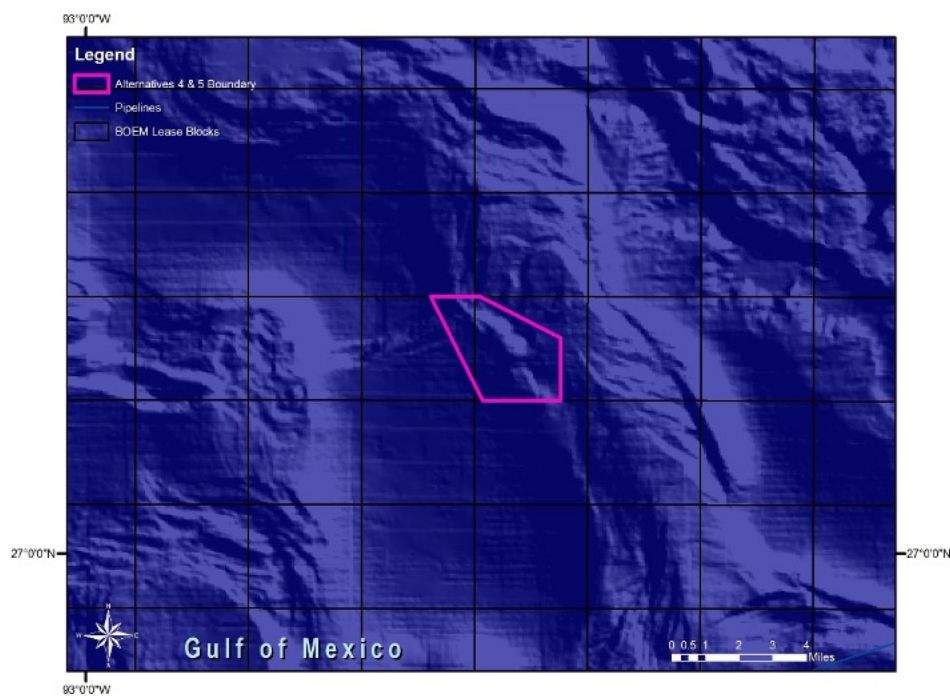 93°0'0"W
Legend
Alternatives 4 & 5 Boundary
Pipelines
BOEM Lease Blocks
27°0'0"N
27°0'0"N
N
W
E
S
Gulf of Mexico
0 0.5 1 2 3 4
Miles
93°0'0"W